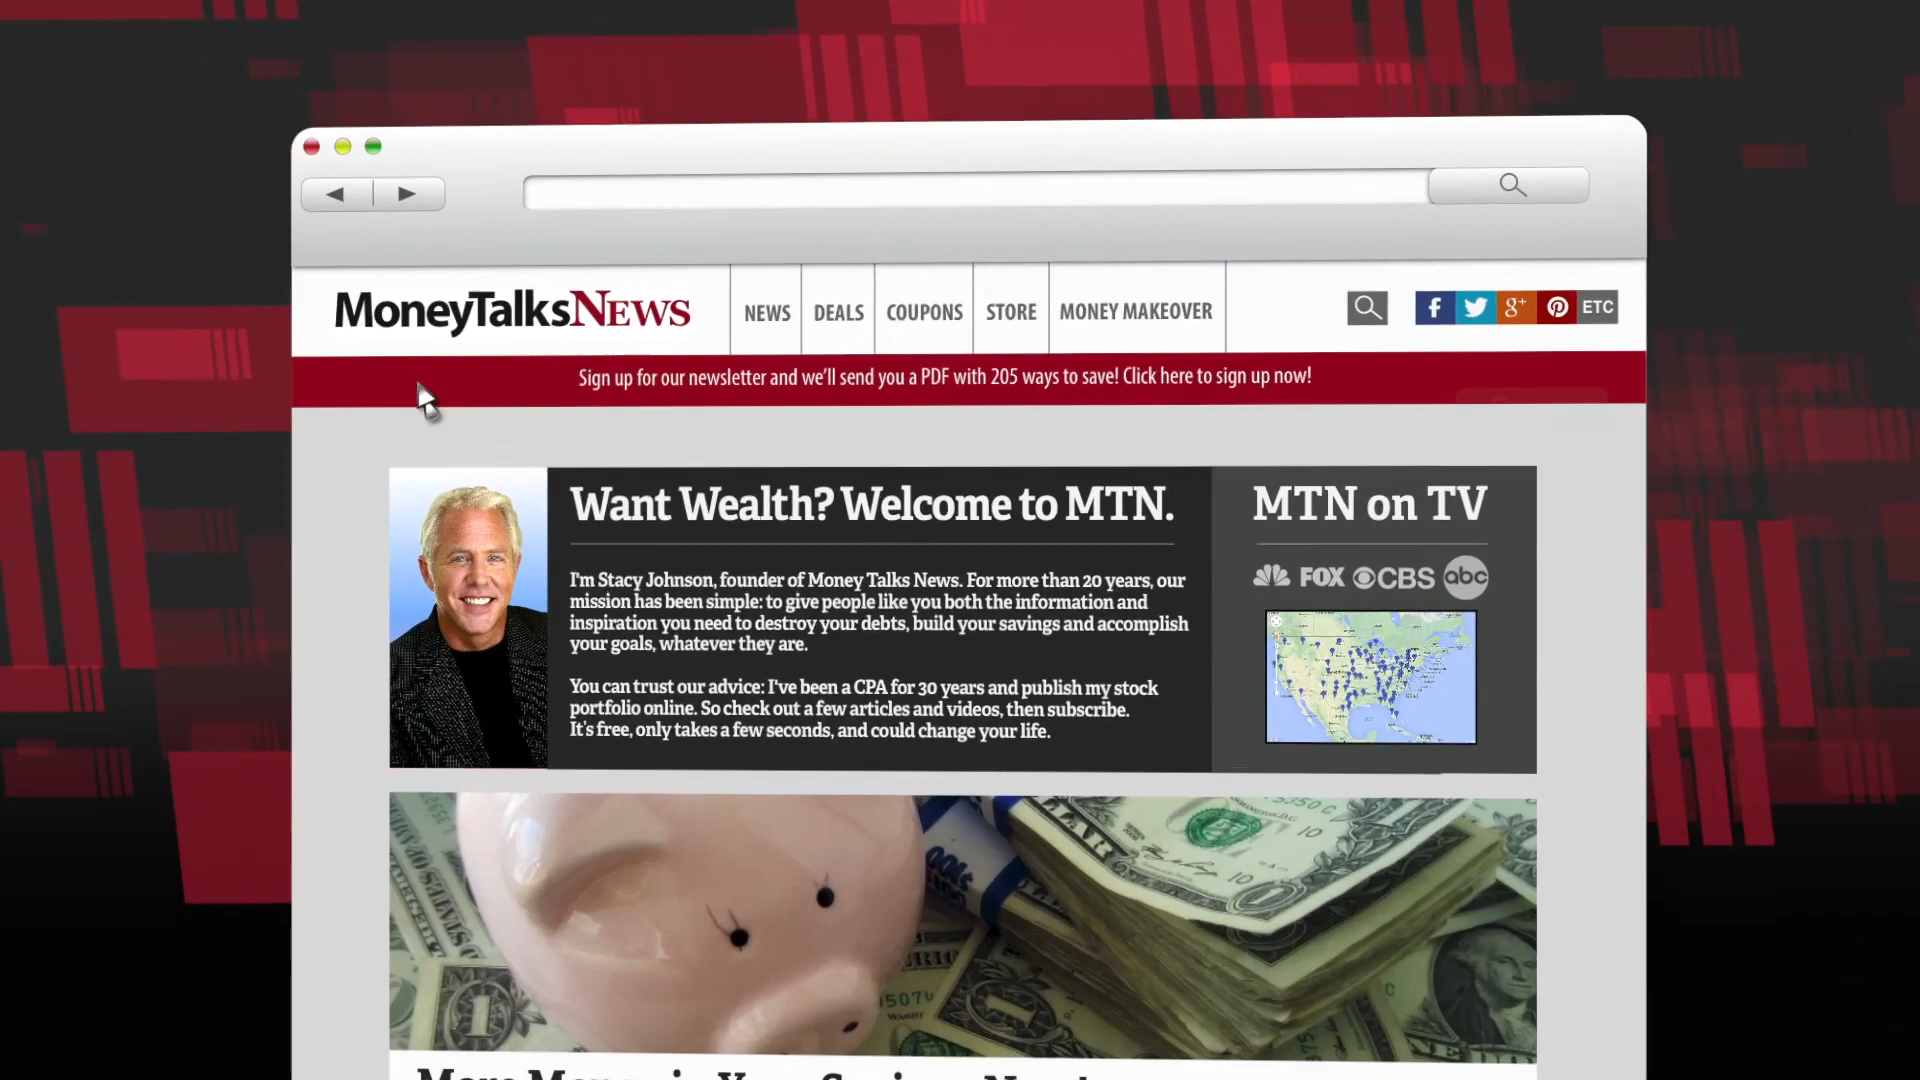 MoneyTalksNews
NEWS
DEALS
COUPONS
STORE
MONEY MAKEOVER
f
g+
ETC
Sign up for our newsletter and we'll send you a PDF with 205 ways to save! Click here to sign up now!
Want Wealth? Welcome to MTN.
I'm Stacy Johnson, founder of Money Talks News. For more than 20 years, our
mission has been simple: to give people like you both the information and
inspiration you need to destroy your debts, build your savings and accomplish
your goals, whatever they are.
You can trust our advice: I've been a CPA for 30 years and publish my stock
portfolio online. So check out a few articles and videos, then subscribe.
It's free, only takes a few seconds, and could change your life.
MTN on TV
FOX CBS abc
10
10
1
1